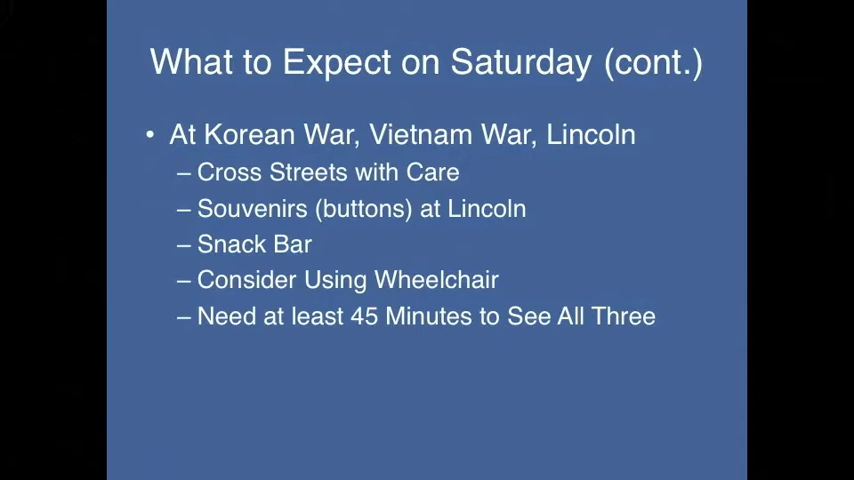 What to Expect on Saturday (cont.)
• At Korean War, Vietnam War, Lincoln
– Cross Streets with Care
– Souvenirs (buttons) at Lincoln
– Snack Bar
– Consider Using Wheelchair
– Need at least 45 Minutes to See All Three